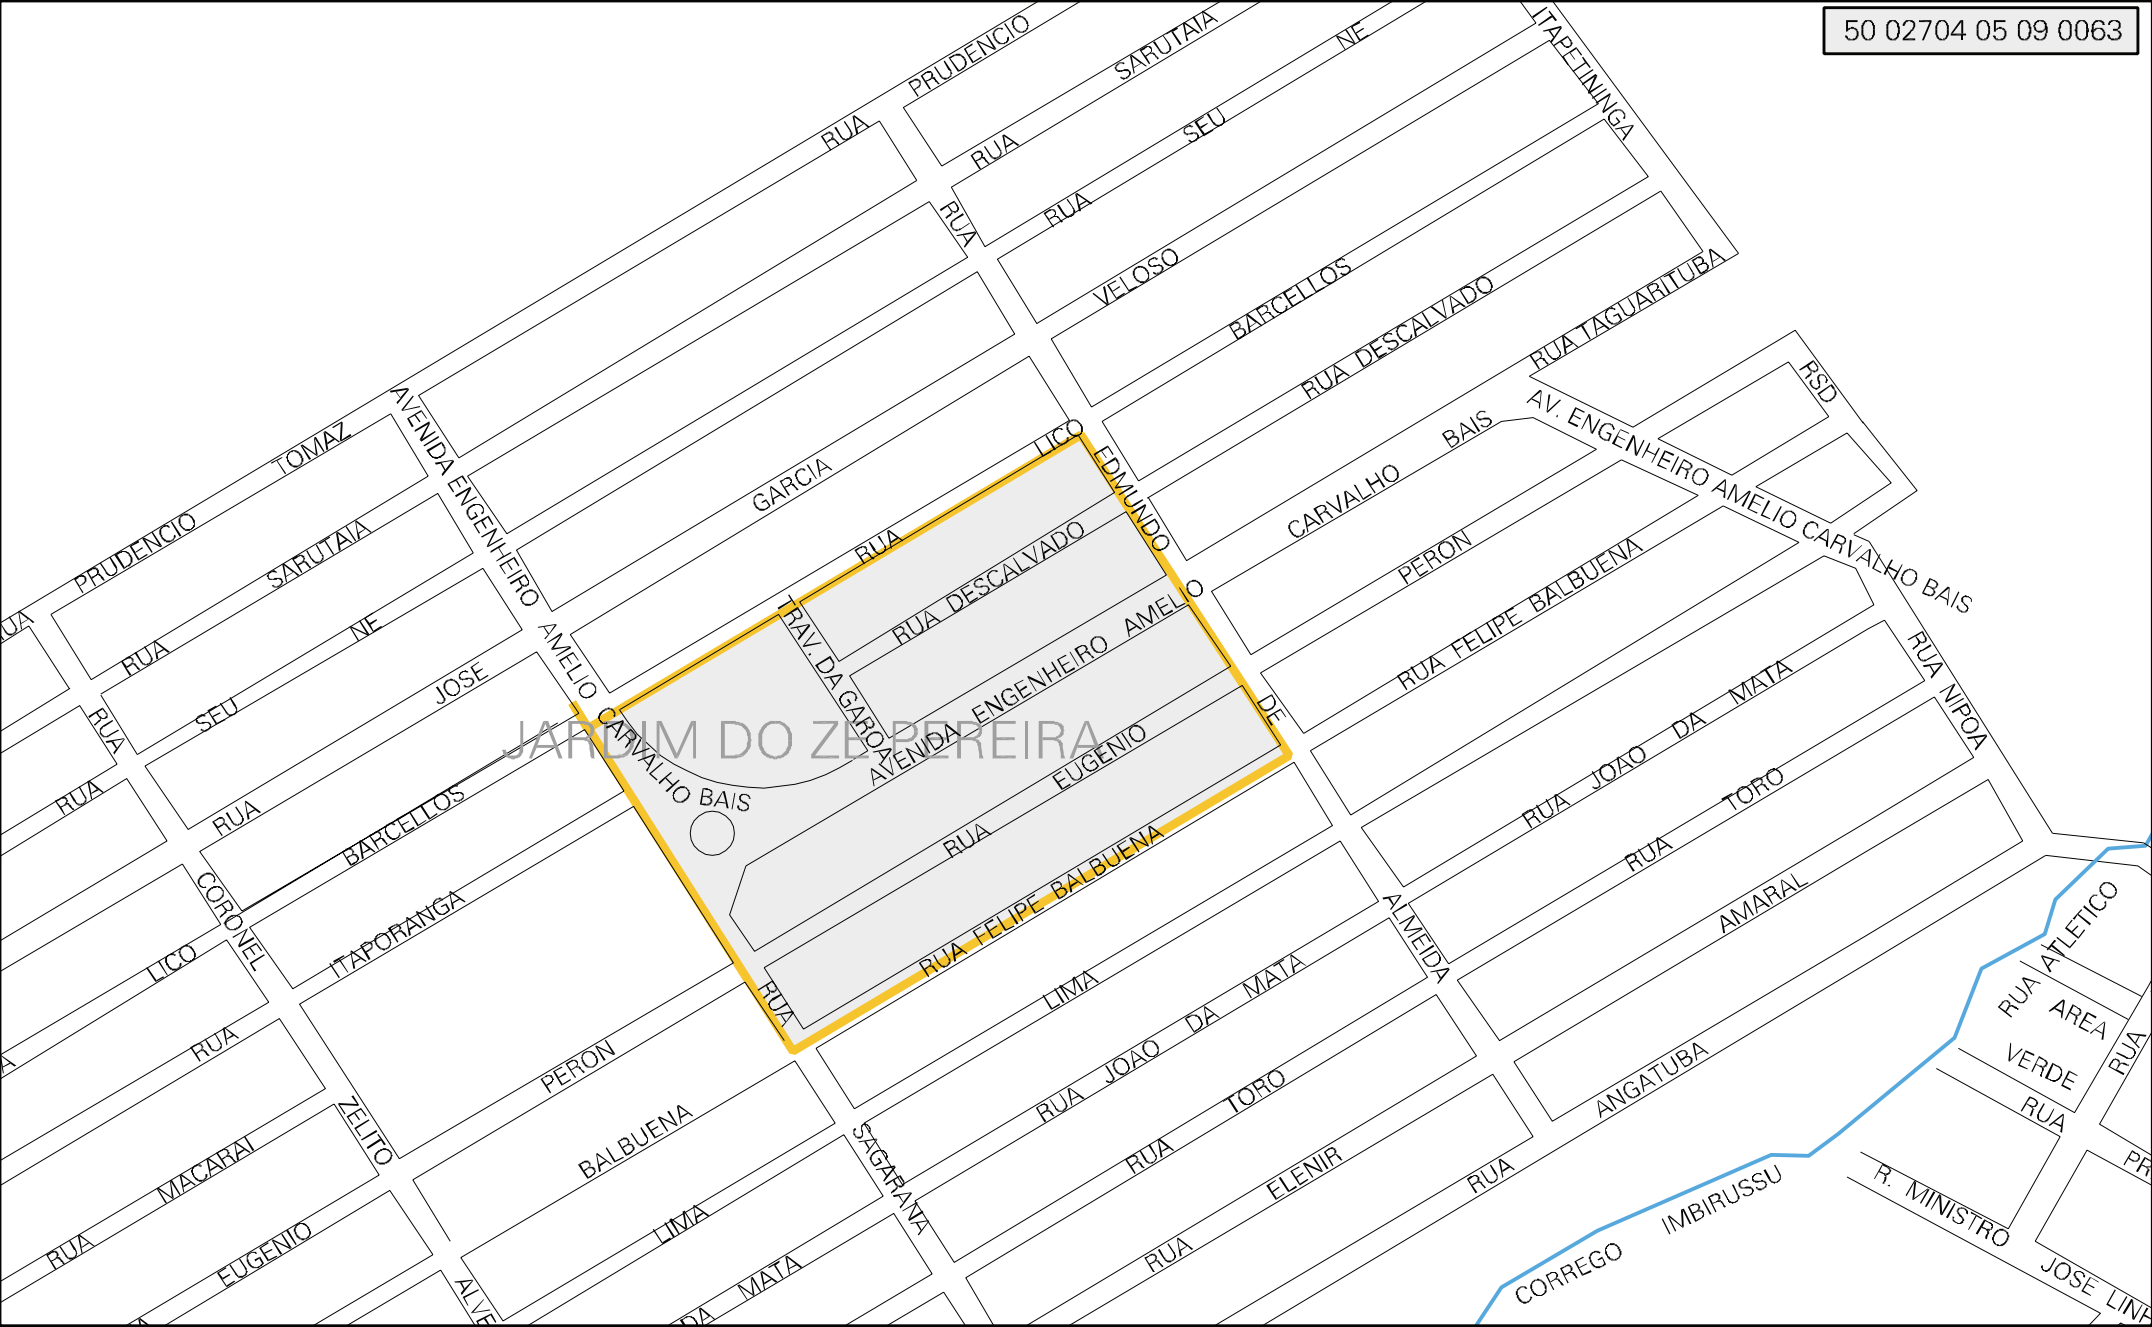 50 02704 05 09 0063
PRUDENCIO
SARUTAIA
NE
ITAPETININGA
RUA
RUA
SEU
RUA
RUA
VELOSO
BARCELLOS
RUA DESCALVADO
RUA TAGUARITUBA
RSD
AV. ENGENHEIRO AMELIO CARVALHO BAIS
TOMAZ
AVENIDA ENGENHEIRO AMELIO CARVALHO BAIS
GARCIA
LICO
EDMUNDO
CARVALHO BAIS
PERON
RUA FELIPE BALBUENA
PRUDENCIO
SARUTAIA
RUA
RUA DESCALVADO
TRAV. DA GAROA
AVENIDA ENGENHEIRO AMELIO
RUA
NE
JOSE
SEU
RUA
RUA
JARDIM DO ZE PEREIRA
RUA EUGENIO
DE
RUA JOAO DA MATA
RUA NIPOA
RUA TORO
RUA
RUA
BARCELLOS
ITAPORANGA
CORONEL
LICO
RUA FELIPE BALBUENA
RUA
ALMEIDA
AMARAL
RUA ATLETICO
AREA
VERDE
RUA
RUA
RUA
LIMA
RUA JOAO DA MATA
PERON
ZELITO
BALBUENA
SAGARANA
RUA TORO
ANGATUBA
RUA
RUA ELENIR
MACARAI
RUA
EUGENIO
LIMA
DA MATA
ALVE
R. MINISTRO
JOSE LINH
PR
CORREGO IMBIRUSSU